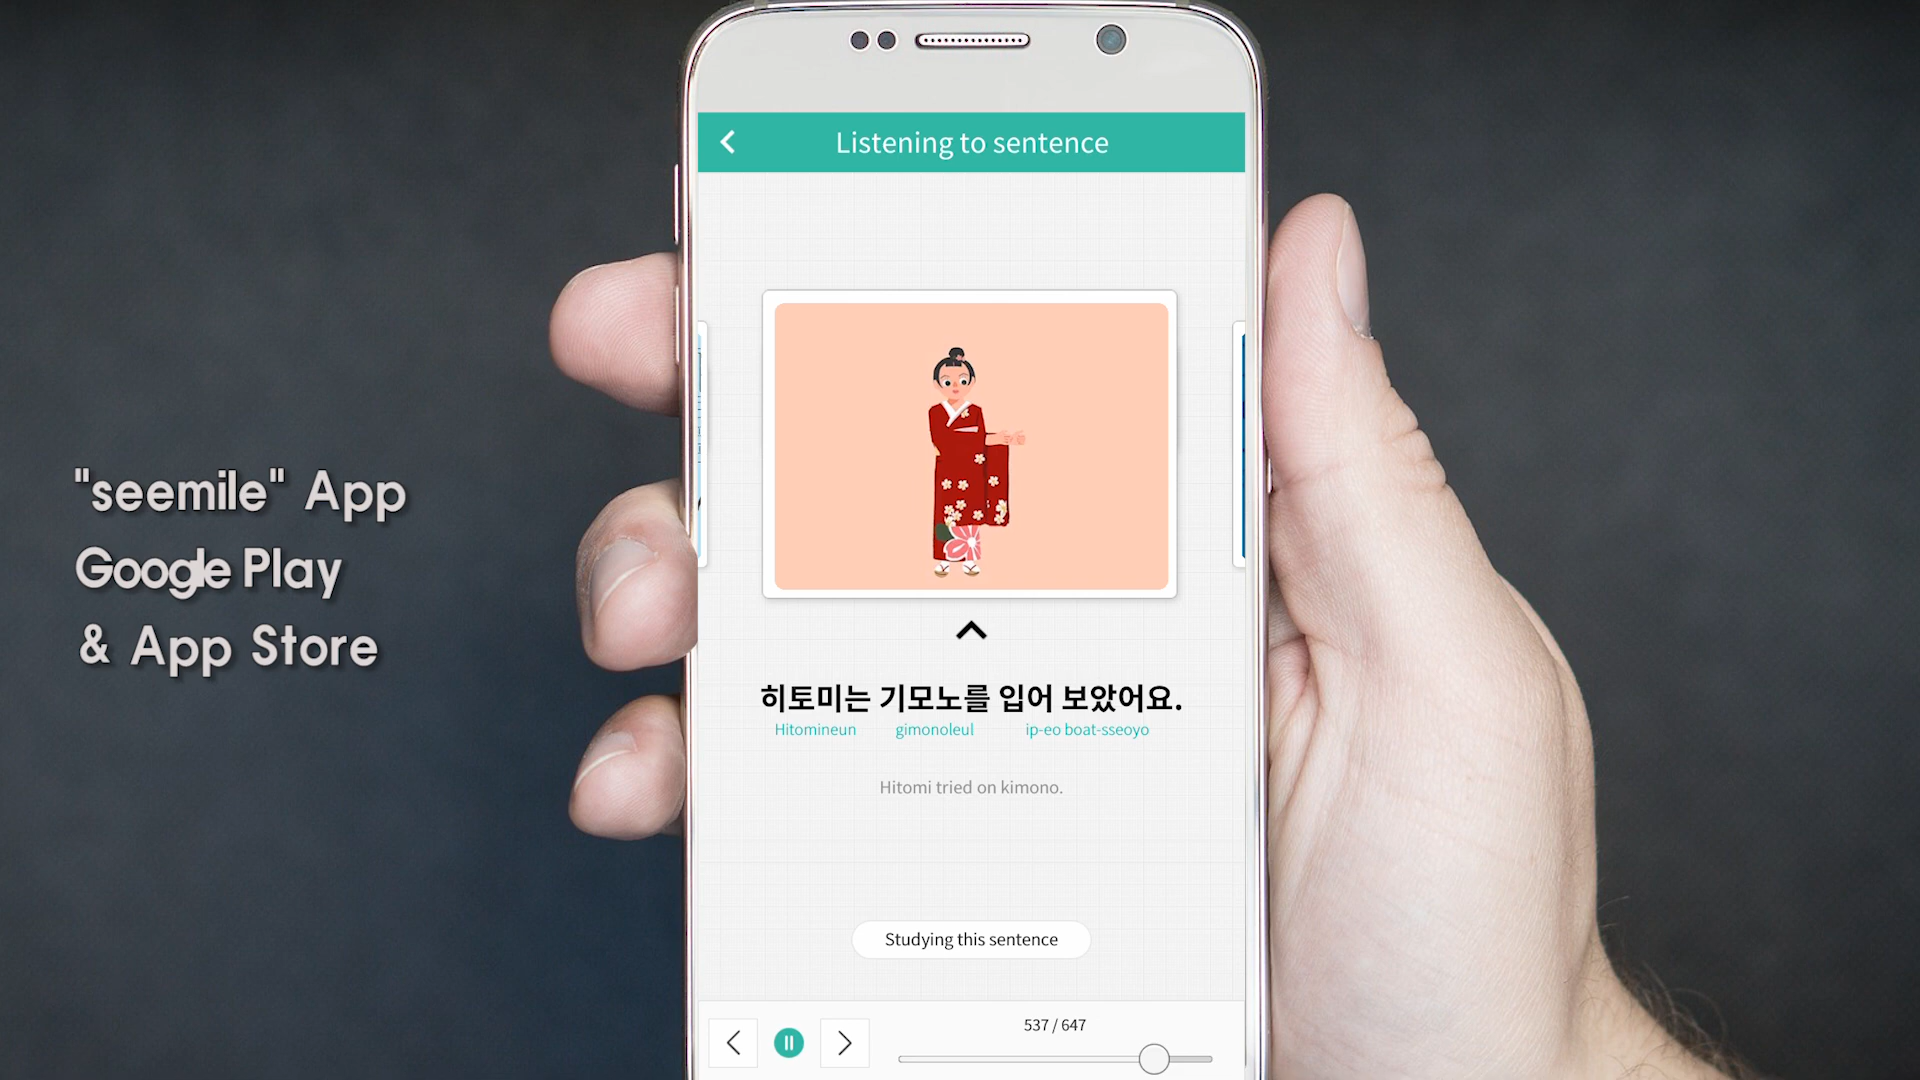 "seemile" App
Google Play
& App Store
Listening to sentence
히토미는 기모노를 입어 보았어요.
Hitomineun gimonoleul ip-eo boat-sseoyo
Hitomi tried on kimono.
Studying this sentence
537 / 647